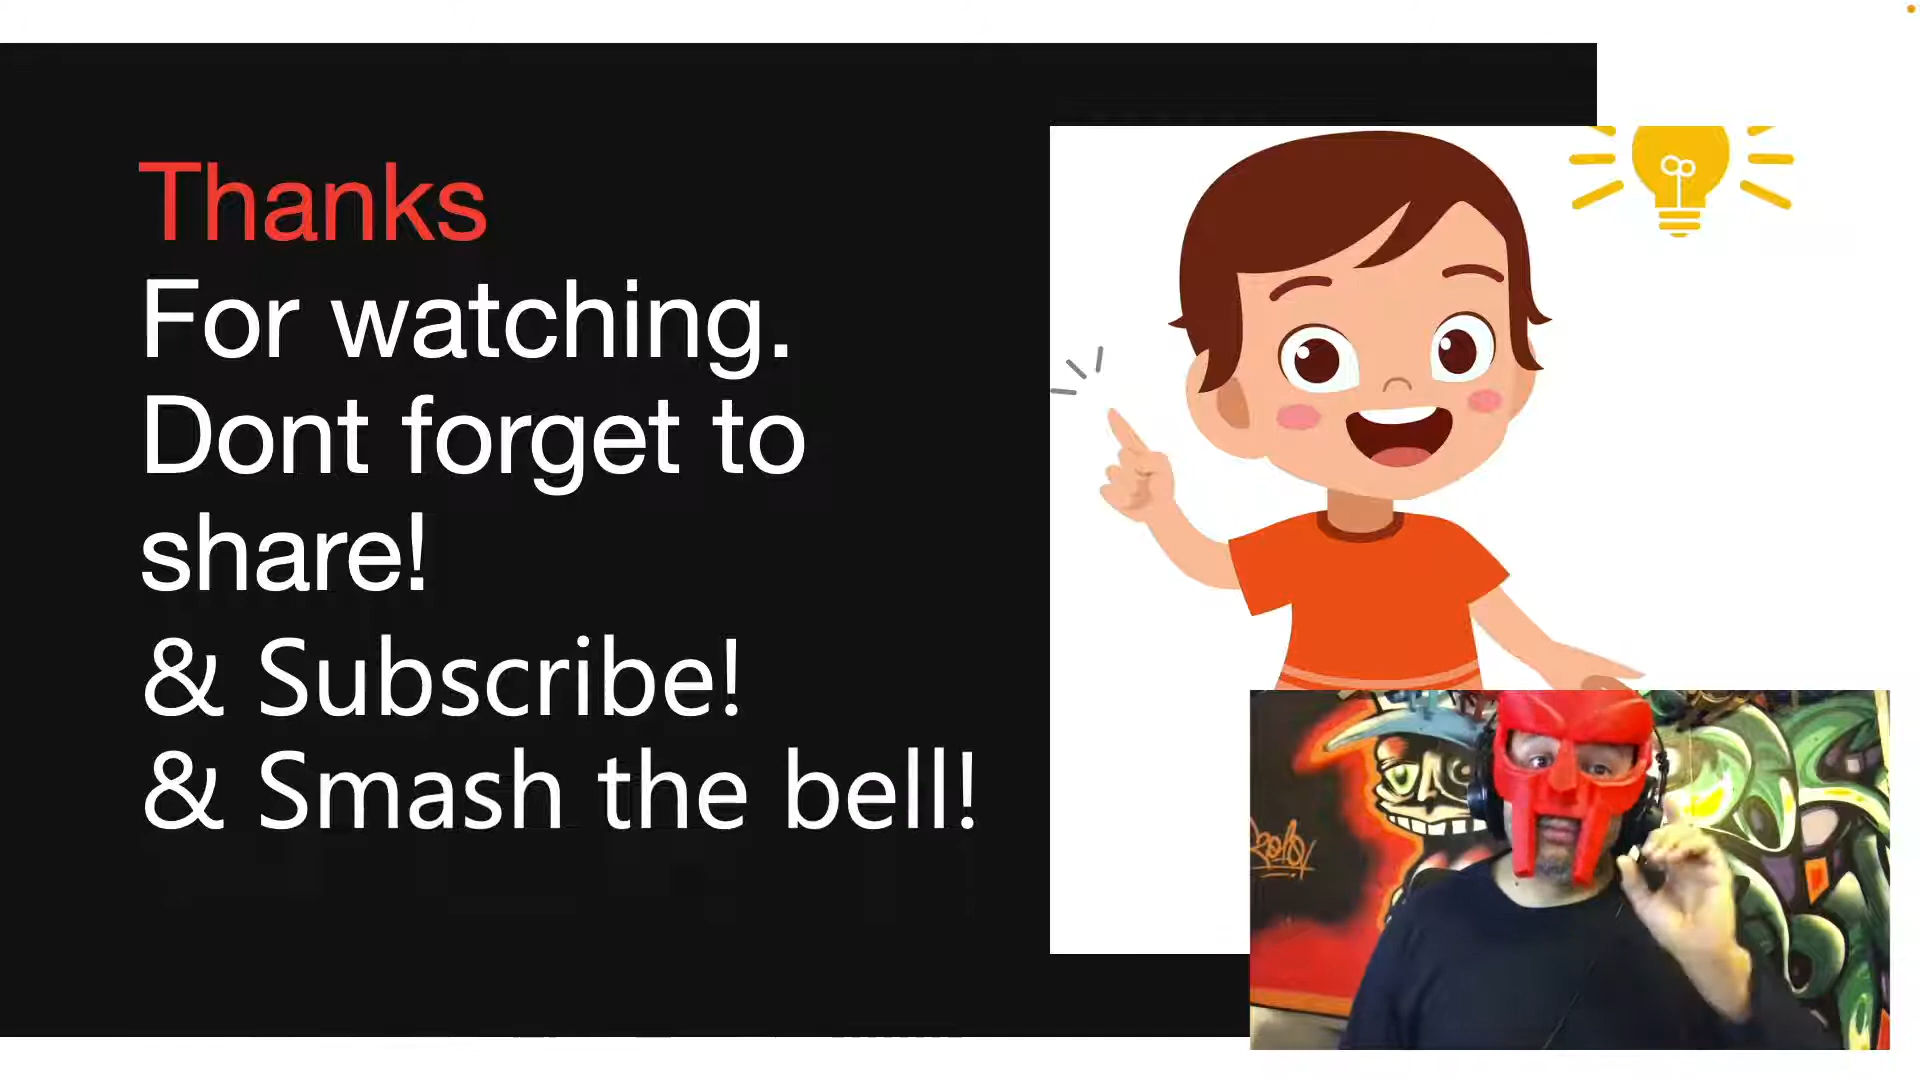 Thanks
For watching.
Dont forget to
share!
& Subscribe!
& Smash the bell!